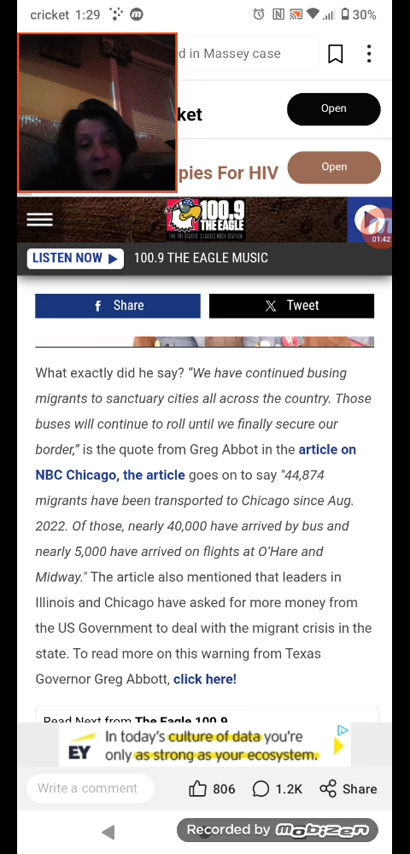 cricket 1:29
30%
d in Massey case
ket
Open
pies For HIV
Open
100.9
THE EAGLE
THE TRI STATES' CLASSIC ROCK STATION
01:42
LISTEN NOW
100.9 THE EAGLE MUSIC
f Share
X Tweet
What exactly did he say? “We have continued busing
migrants to sanctuary cities all across the country. Those
buses will continue to roll until we finally secure our
border,” is the quote from Greg Abbot in the article on
NBC Chicago, the article goes on to say "44,874
migrants have been transported to Chicago since Aug.
2022. Of those, nearly 40,000 have arrived by bus and
nearly 5,000 have arrived on flights at O’Hare and
Midway." The article also mentioned that leaders in
Illinois and Chicago have asked for more money from
the US Government to deal with the migrant crisis in the
state. To read more on this warning from Texas
Governor Greg Abbott, click here!
Read Next from The Eagle 100.9
EY
In today's culture of data you're
only as strong as your ecosystem.
Write a comment
806
1.2K
Share
Recorded by mobizen